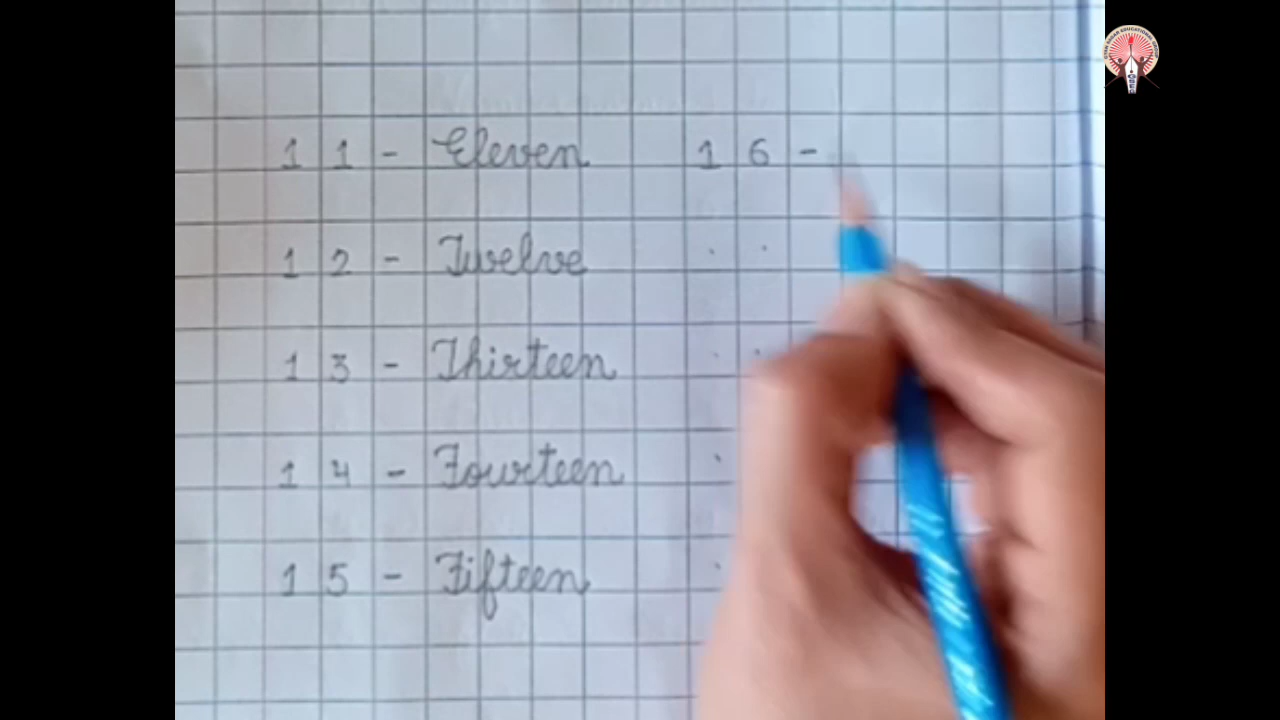 11 - Eleven 16 -
12 - Twelve
13 - Thirteen
14 - Fourteen
15 - Fifteen